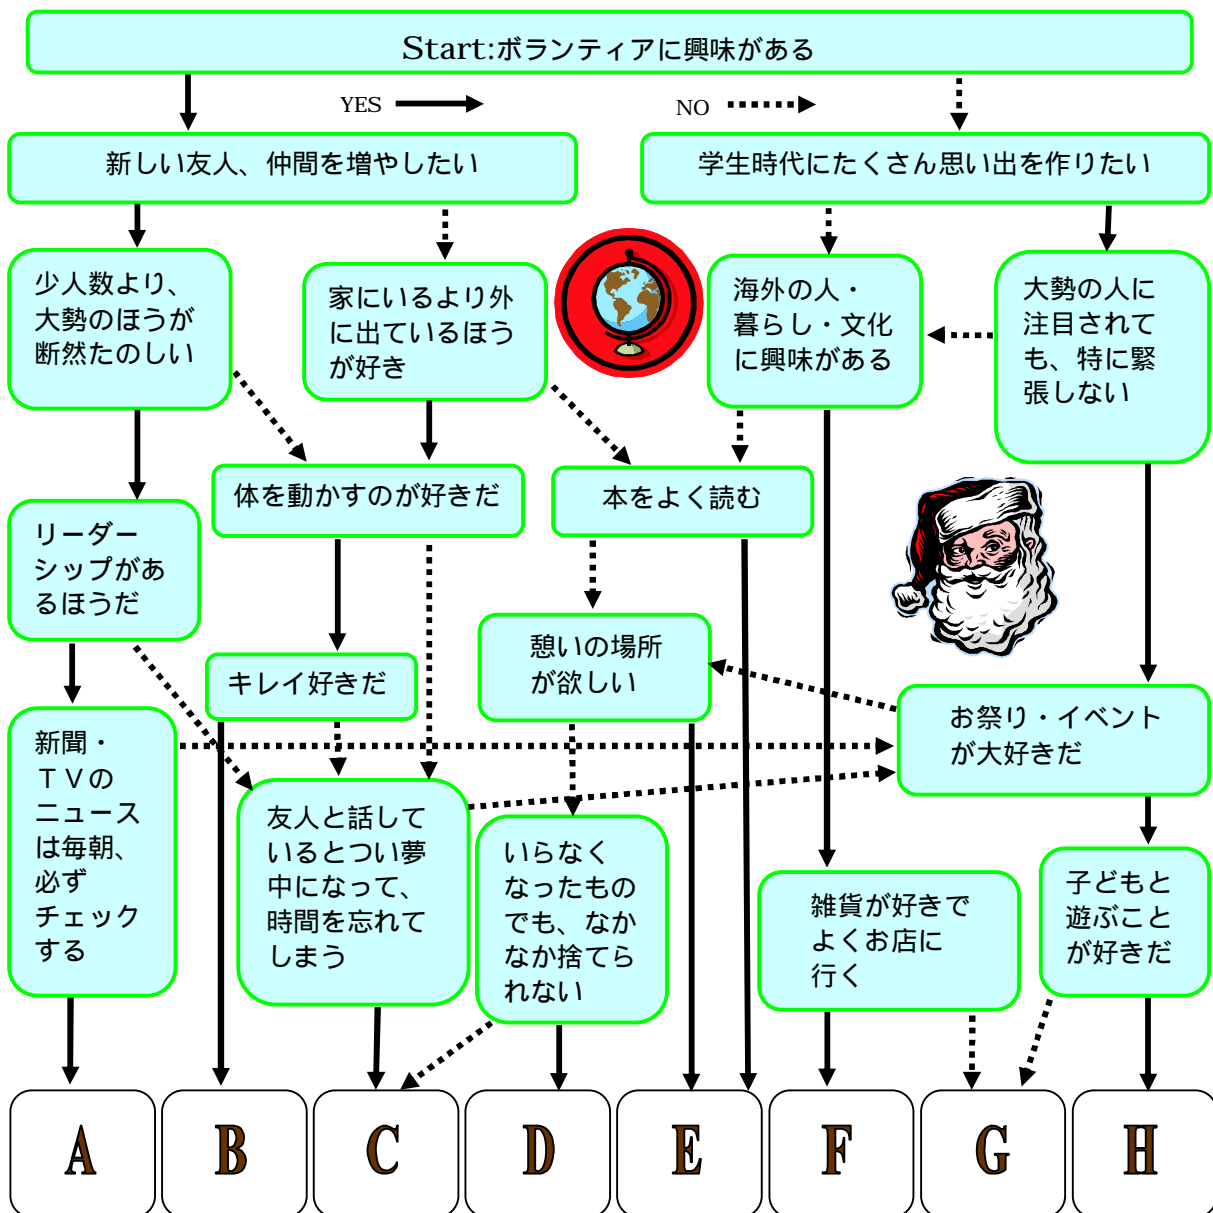 Start:ボランティアに興味がある
YES
NO
新しい友人、仲間を増やしたい
学生時代にたくさん思い出を作りたい
少人数より、
大勢のほうが
断然たのしい
家にいるより外
に出ているほう
が好き
海外の人・
暮らし・文化
に興味がある
大勢の人に
注目されて
も、特に緊
張しない
体を動かすのが好きだ
本をよく読む
リーダー
シップがあ
るほうだ
憩いの場所
が欲しい
キレイ好きだ
お祭り・イベント
が大好きだ
新聞・
TVの
ニュース
は毎朝、
必ず
チェック
する
友人と話して
いるとつい夢
中になって、
時間を忘れて
しまう
いらなく
なったもの
でも、なか
なか捨てら
れない
雑貨が好きで
よくお店に
行く
子どもと
遊ぶこと
が好きだ
A
B
C
D
E
F
G
H